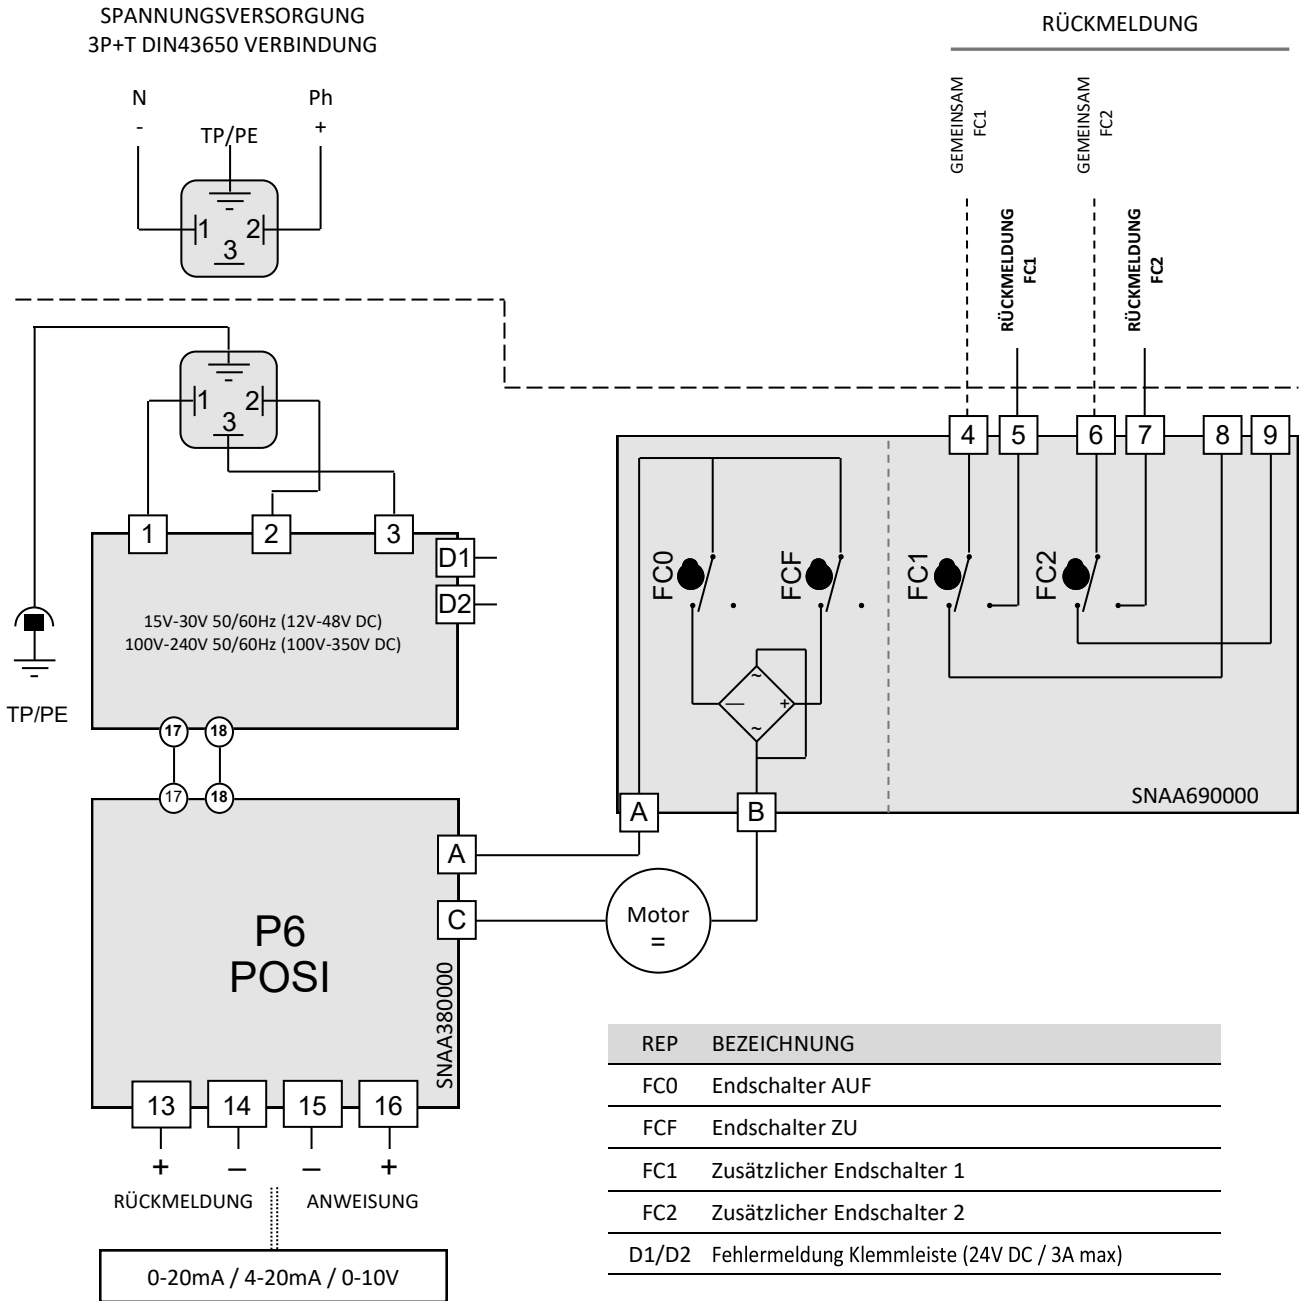 SPANNUNGSVERSORGUNG
3P+T DIN43650 VERBINDUNG
N
-
TP/PE
Ph
+
1
2
3
RÜCKMELDUNG
GEMEINSAM
FC1
GEMEINSAM
FC2
RÜCKMELDUNG
FC1
RÜCKMELDUNG
FC2
1
2
3
TP/PE
1
2
3
D1
D2
15V-30V 50/60Hz (12V-48V DC)
100V-240V 50/60Hz (100V-350V DC)
17
18
17
18
4
5
6
7
8
9
FC0
FCF
FC1
FC2
~
—
+
~
SNAA690000
A
B
A
C
Motor
=
P6
POSI
SNAA380000
13
14
15
16
+
–
–
+
RÜCKMELDUNG
ANWEISUNG
0-20mA / 4-20mA / 0-10V
REP BEZEICHNUNG
FC0 Endschalter AUF
FCF Endschalter ZU
FC1 Zusätzlicher Endschalter 1
FC2 Zusätzlicher Endschalter 2
D1/D2 Fehlermeldung Klemmleiste (24V DC / 3A max)